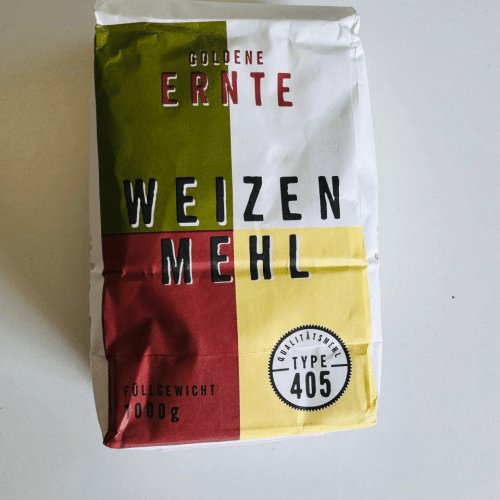 GOLDENE
ERNTE
WEIZEN
MEHL
QUALITÄTSMEHL
TYPE
405
FÜLLGEWICHT
1000g